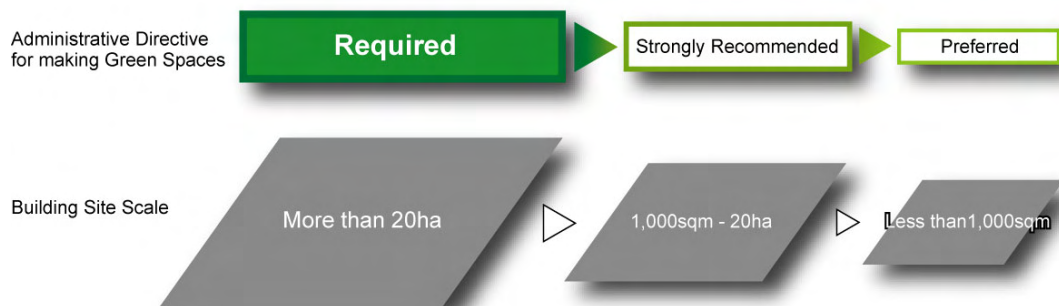 Administrative Directive
for making Green Spaces
Required
Strongly Recommended
Preferred
Building Site Scale
More than 20ha
1,000sqm - 20ha
Less than1,000sqm